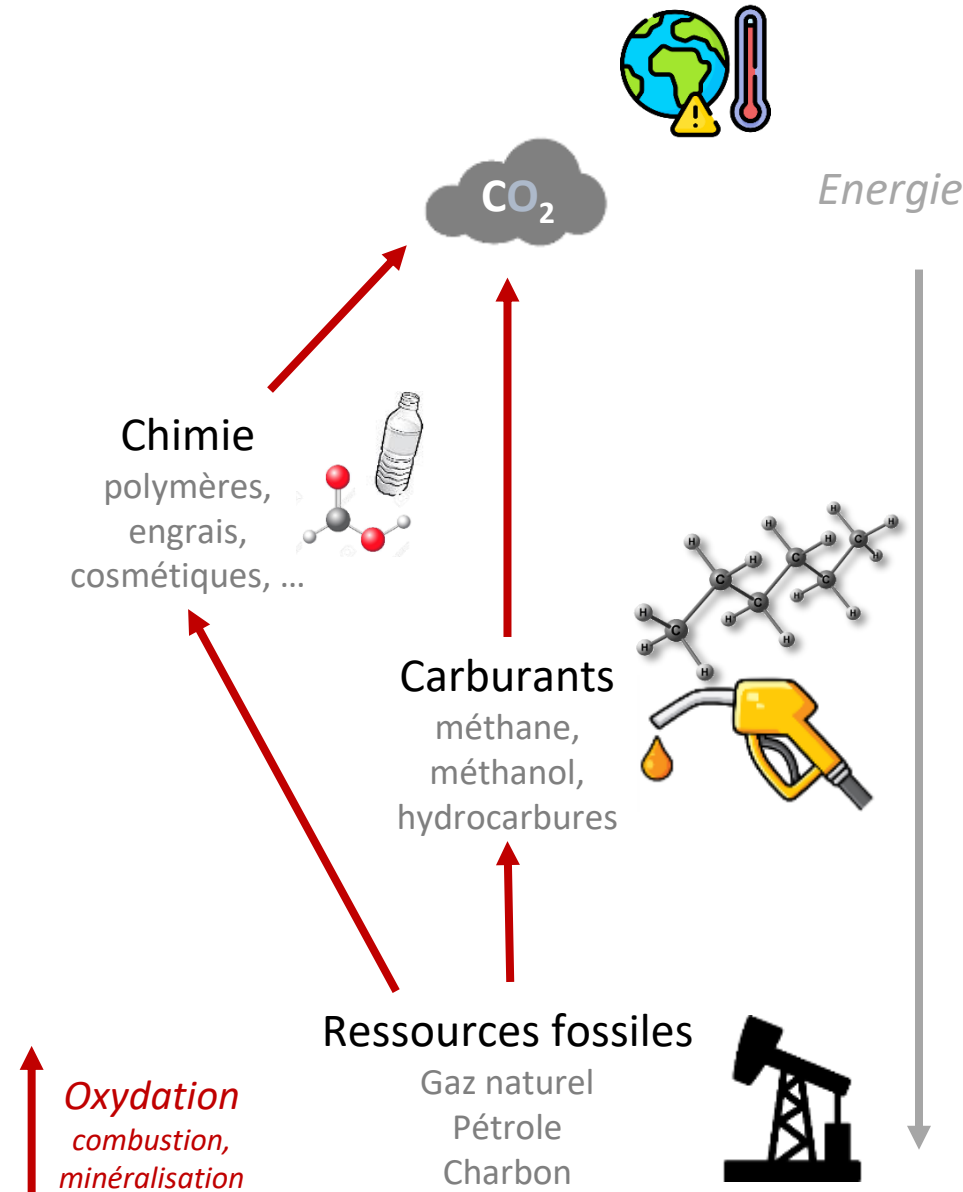 CO2
Energie
Chimie
polymères,
engrais,
cosmétiques, ...
H
H
H
H
H
H
H
H
H
H
H
H
H
H
C
C
C
C
C
C
Carburants
méthane,
méthanol,
hydrocarbures
Ressources fossiles
Gaz naturel
Pétrole
Charbon
Oxydation
combustion,
minéralisation